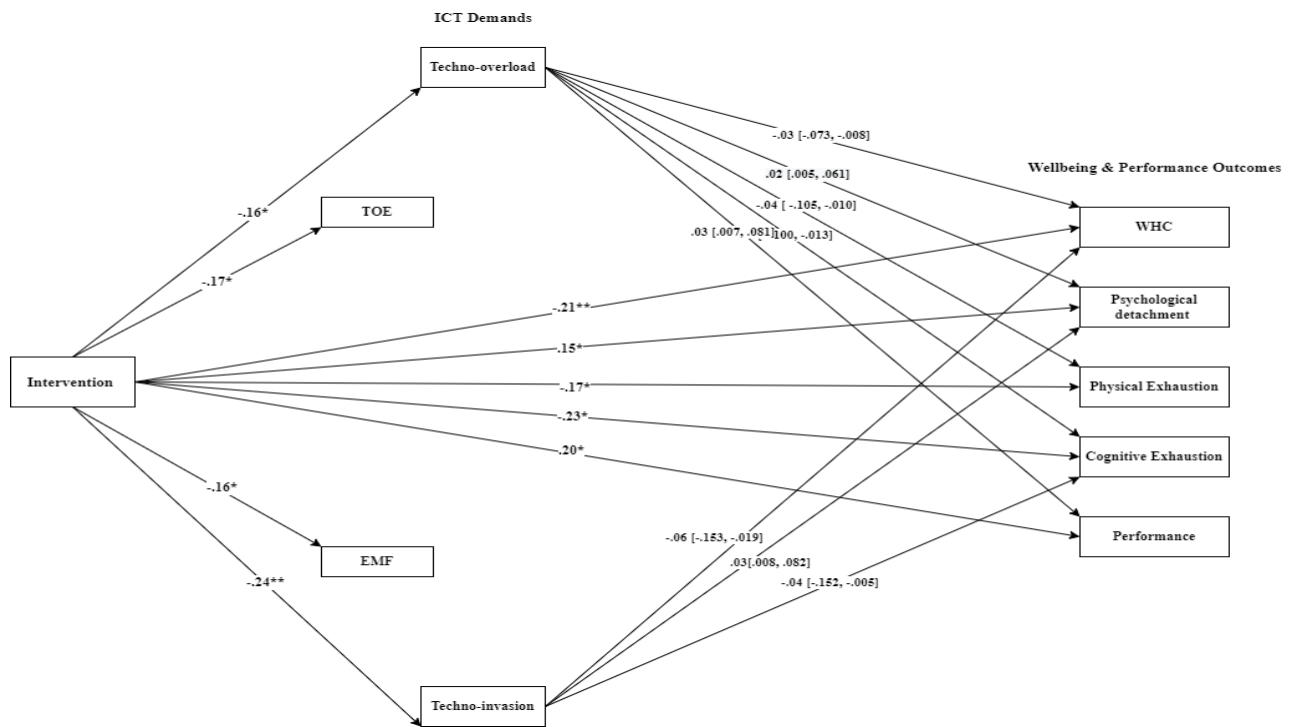 ICT Demands
Techno-overload
-.03 [-.073, -.008]
Wellbeing & Performance Outcomes
.02 [.005, .061]
-.04 [ -.105, -.010]
-.16*
TOE
.03 [007, .081]
.100, -.013]
WHC
-.17*
-.21**
Psychological
detachment
.15*
Intervention
-.17*
Physical Exhaustion
-.23*
.20*
Cognitive Exhaustion
-.16*
-.06 [-.153, -.019]
Performance
EMF
.03[.008, .082]
-.24**
-.04 [-.152, -.005]
Techno-invasion